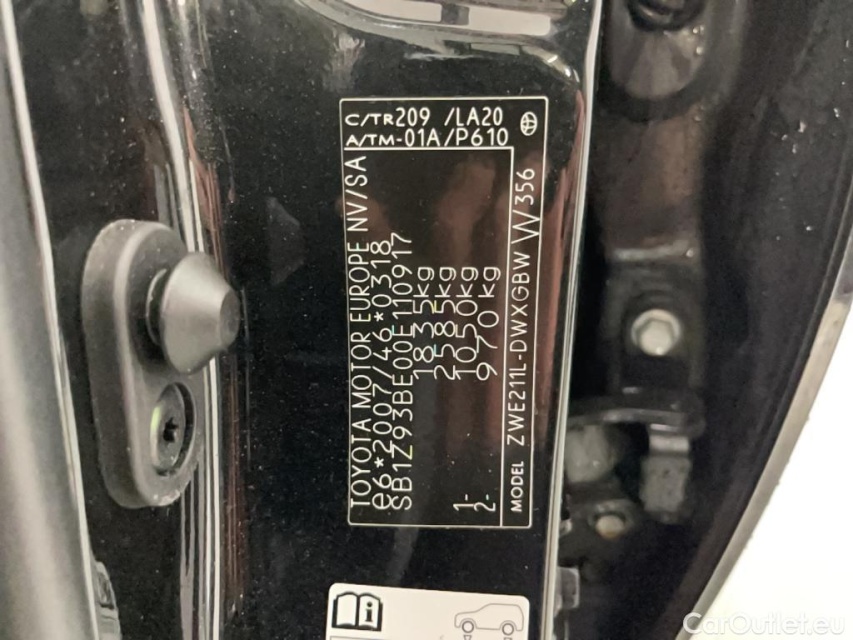 C/TR209 /LA20
A/TM-01A/P610
TOYOTA MOTOR EUROPE NV/SA
e6*2007/46*0318
SB1Z93BE00E110917
1835kg
2585kg
1- 1050kg
2- 970kg
MODEL ZWE211L-DWXGBW W356
CarOutlet.eu